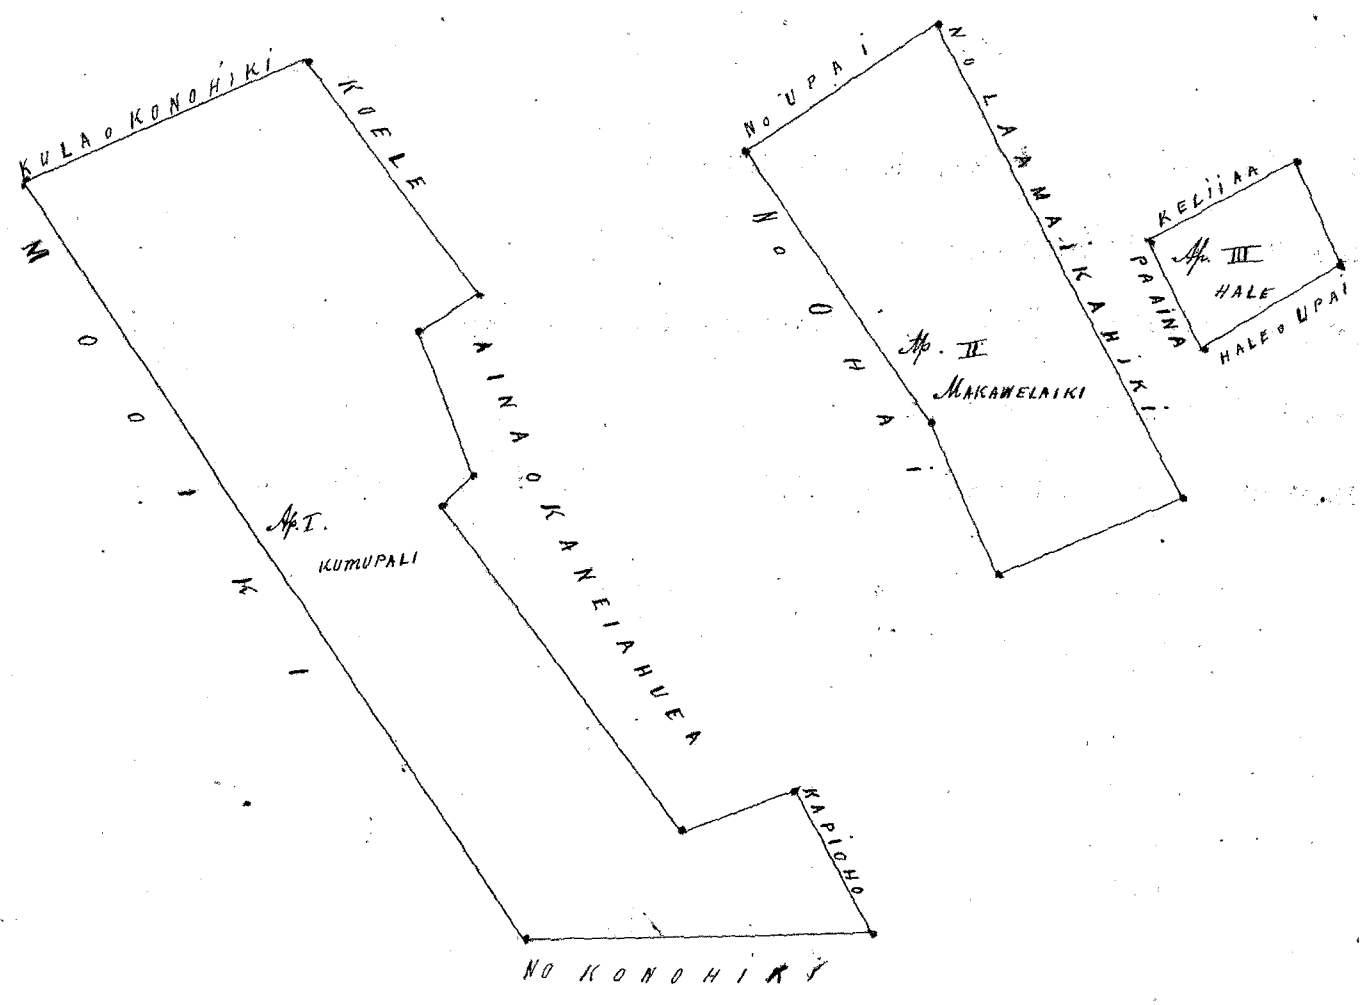 KULA o KONOHIKI
KOELE
MOOIKI
AINA o KANEIAHUEA
Ap. I.
KUMUPALI
KAPIOHO
NO KONOHIKI
No UPAI
No LAAMAIKAHIKI
No OHAI
Ap. II
MAKAWELAIKI
KELIIAA
PAAINA
Ap. III
HALE
HALE o UPAI